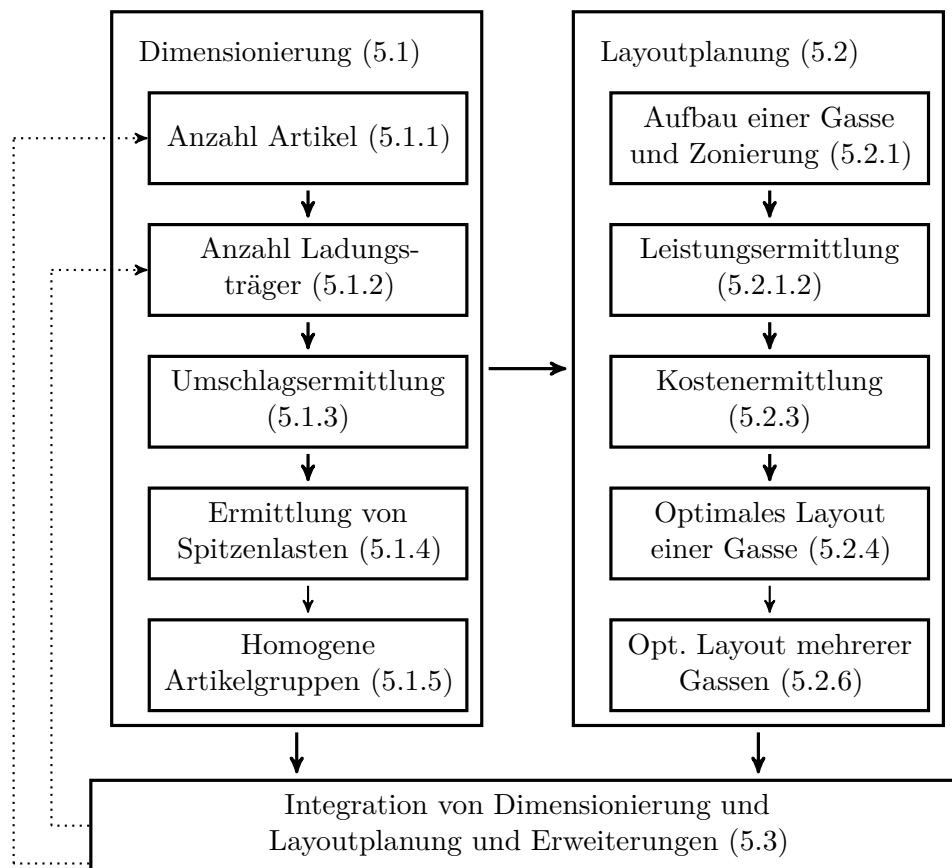 Dimensionierung (5.1)
Anzahl Artikel (5.1.1)
Anzahl Ladungs-
träger (5.1.2)
Umschlagsermittlung
(5.1.3)
Ermittlung von
Spitzenlasten (5.1.4)
Homogene
Artikelgruppen (5.1.5)
Layoutplanung (5.2)
Aufbau einer Gasse
und Zonierung (5.2.1)
Leistungsermittlung
(5.2.1.2)
Kostenermittlung
(5.2.3)
Optimales Layout
einer Gasse (5.2.4)
Opt. Layout mehrerer
Gassen (5.2.6)
Integration von Dimensionierung und
Layoutplanung und Erweiterungen (5.3)